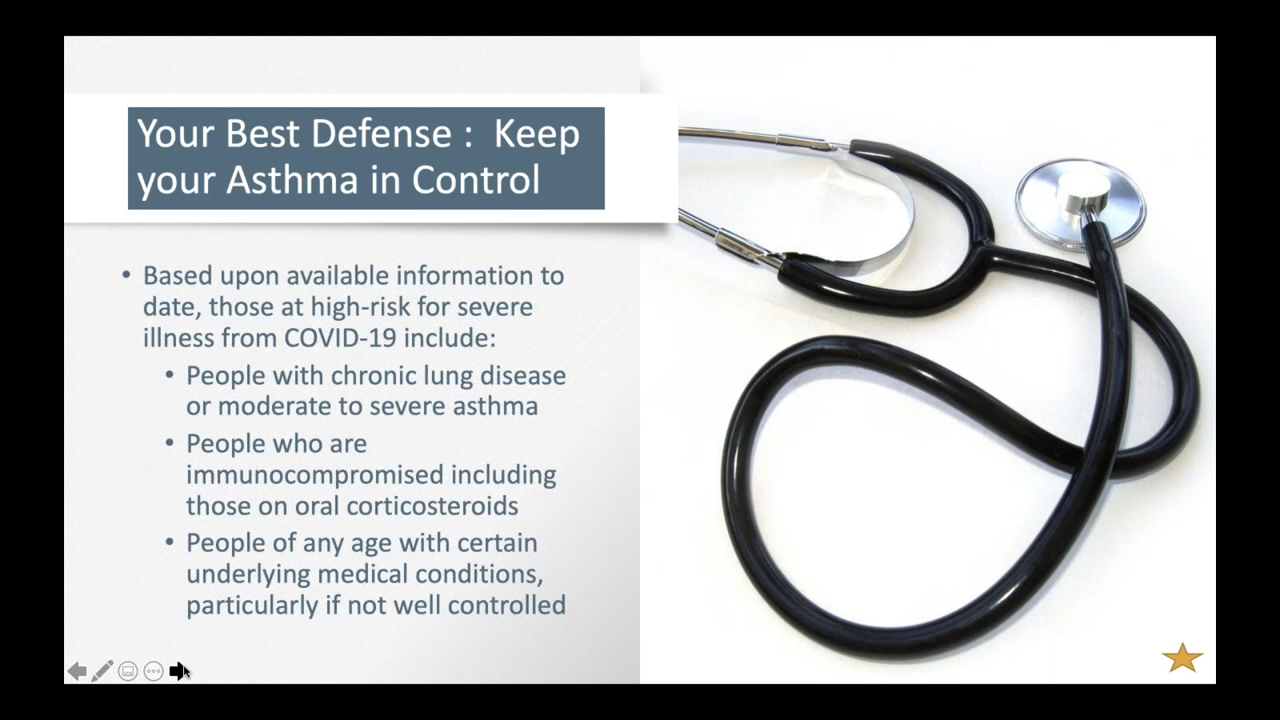 Your Best Defense :  Keep
your Asthma in Control
• Based upon available information to
date, those at high-risk for severe
illness from COVID-19 include:
• People with chronic lung disease
or moderate to severe asthma
• People who are
immunocompromised including
those on oral corticosteroids
• People of any age with certain
underlying medical conditions,
particularly if not well controlled